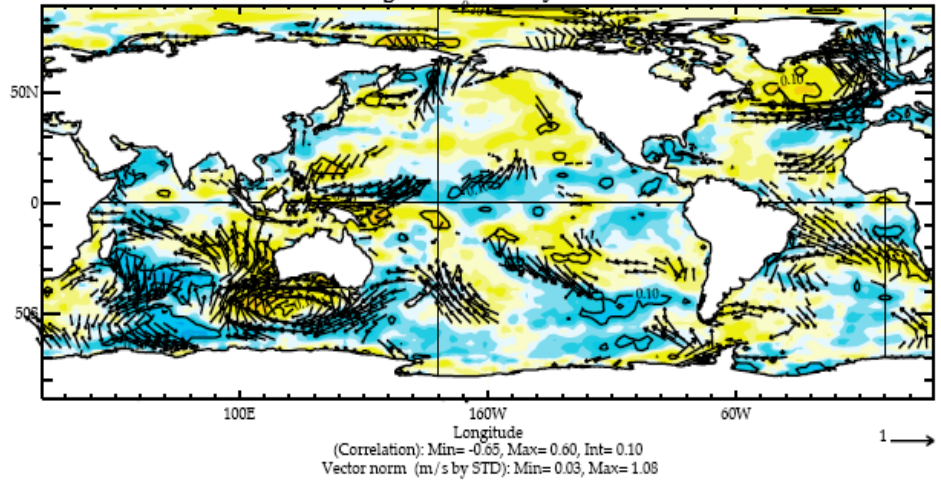 50N
0.10
0
0.10
50S
100E
160W
60W
Longitude
1
(Correlation): Min= -0.65, Max= 0.60, Int= 0.10
Vector norm (m/s by STD): Min= 0.03, Max= 1.08